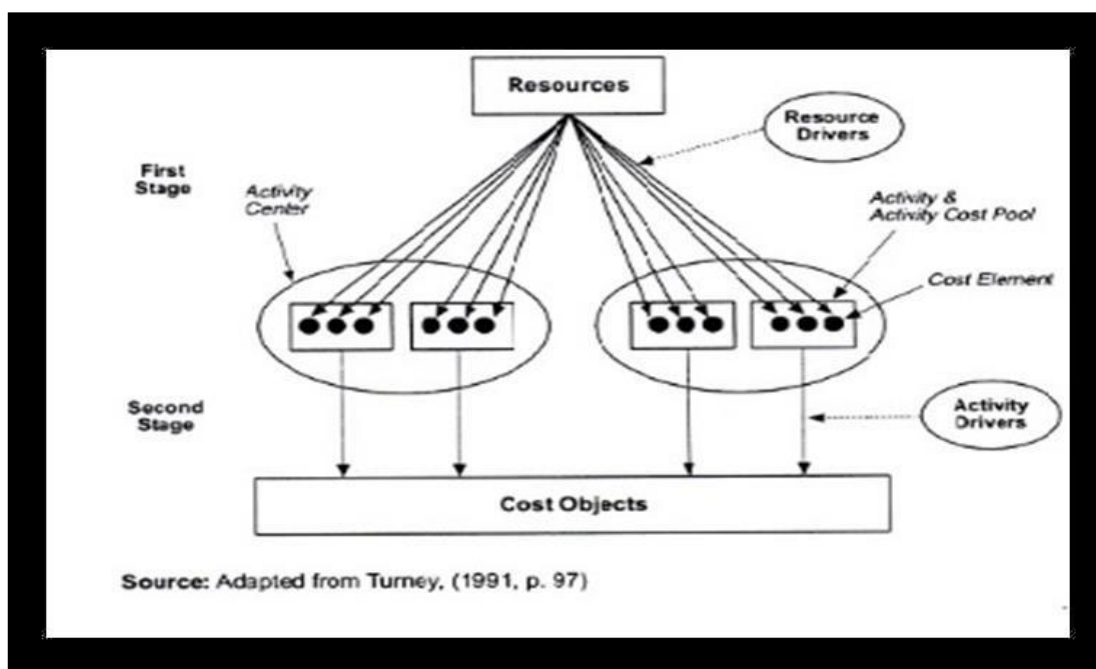 Resources
Resource
Drivers
First
Stage
Activity
Center
Activity &
Activity Cost Pool
Cost Element
Second
Stage
Activity
Drivers
Cost Objects
Source: Adapted from Turney, (1991, p. 97)